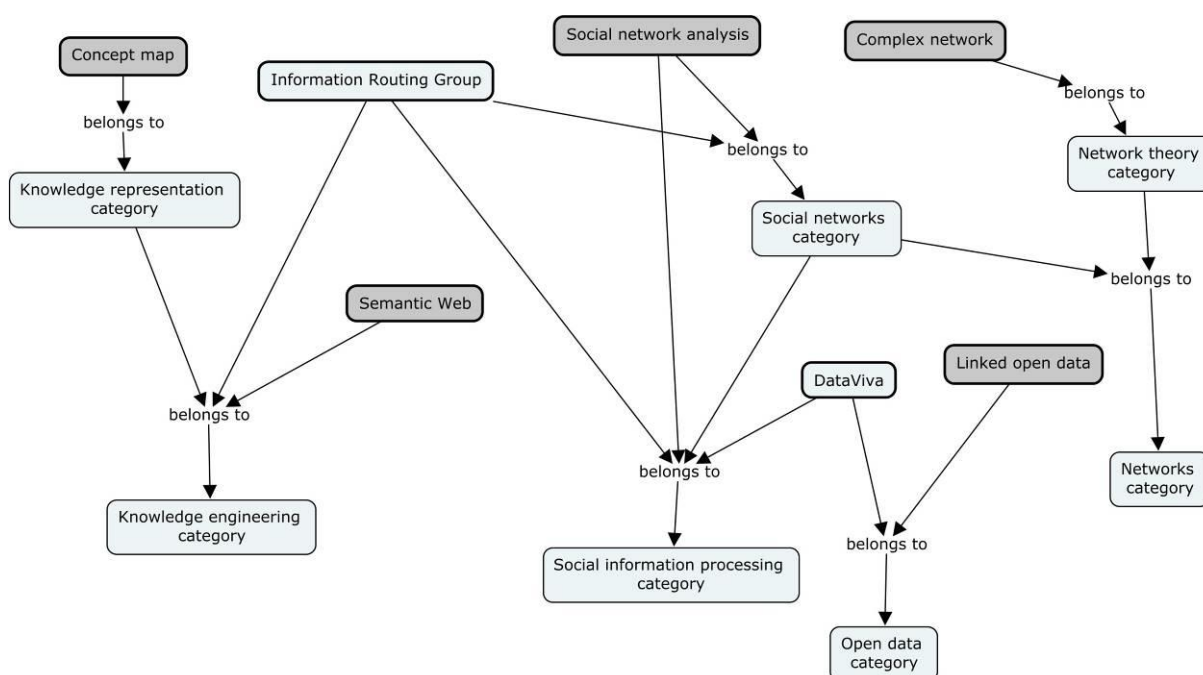 Concept map
Social network analysis
Complex network
Information Routing Group
belongs to
belongs to
belongs to
Knowledge representation
category
Network theory
category
Social networks
category
belongs to
Semantic Web
Linked open data
DataViva
belongs to
belongs to
Networks
category
Knowledge engineering
category
belongs to
Social information processing
category
Open data
category